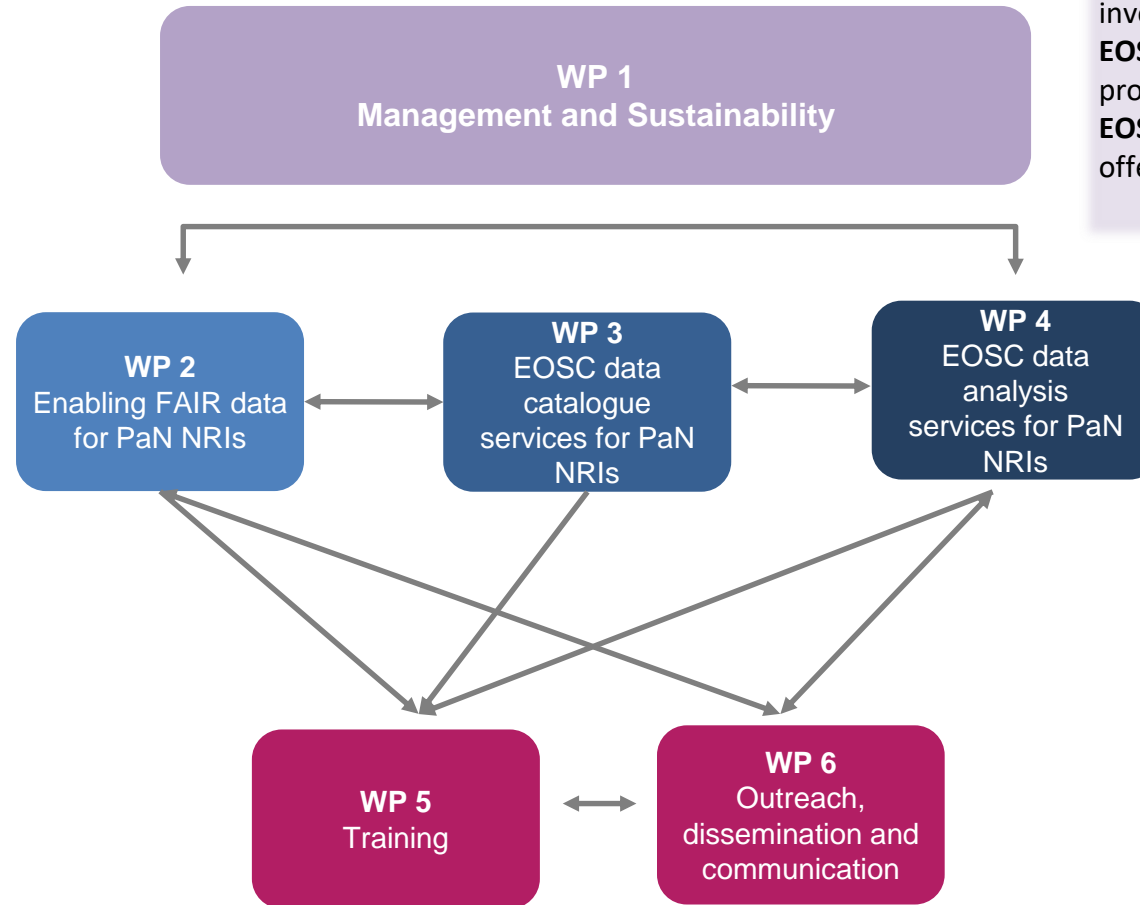 WP 1
Management and Sustainability
WP 2
Enabling FAIR data
for PaN NRIs
WP 3
EOSC data
catalogue
services for PaN
NRIs
WP 4
EOSC data
analysis
services for PaN
NRIs
WP 5
Training
WP 6
Outreach,
dissemination and
communication